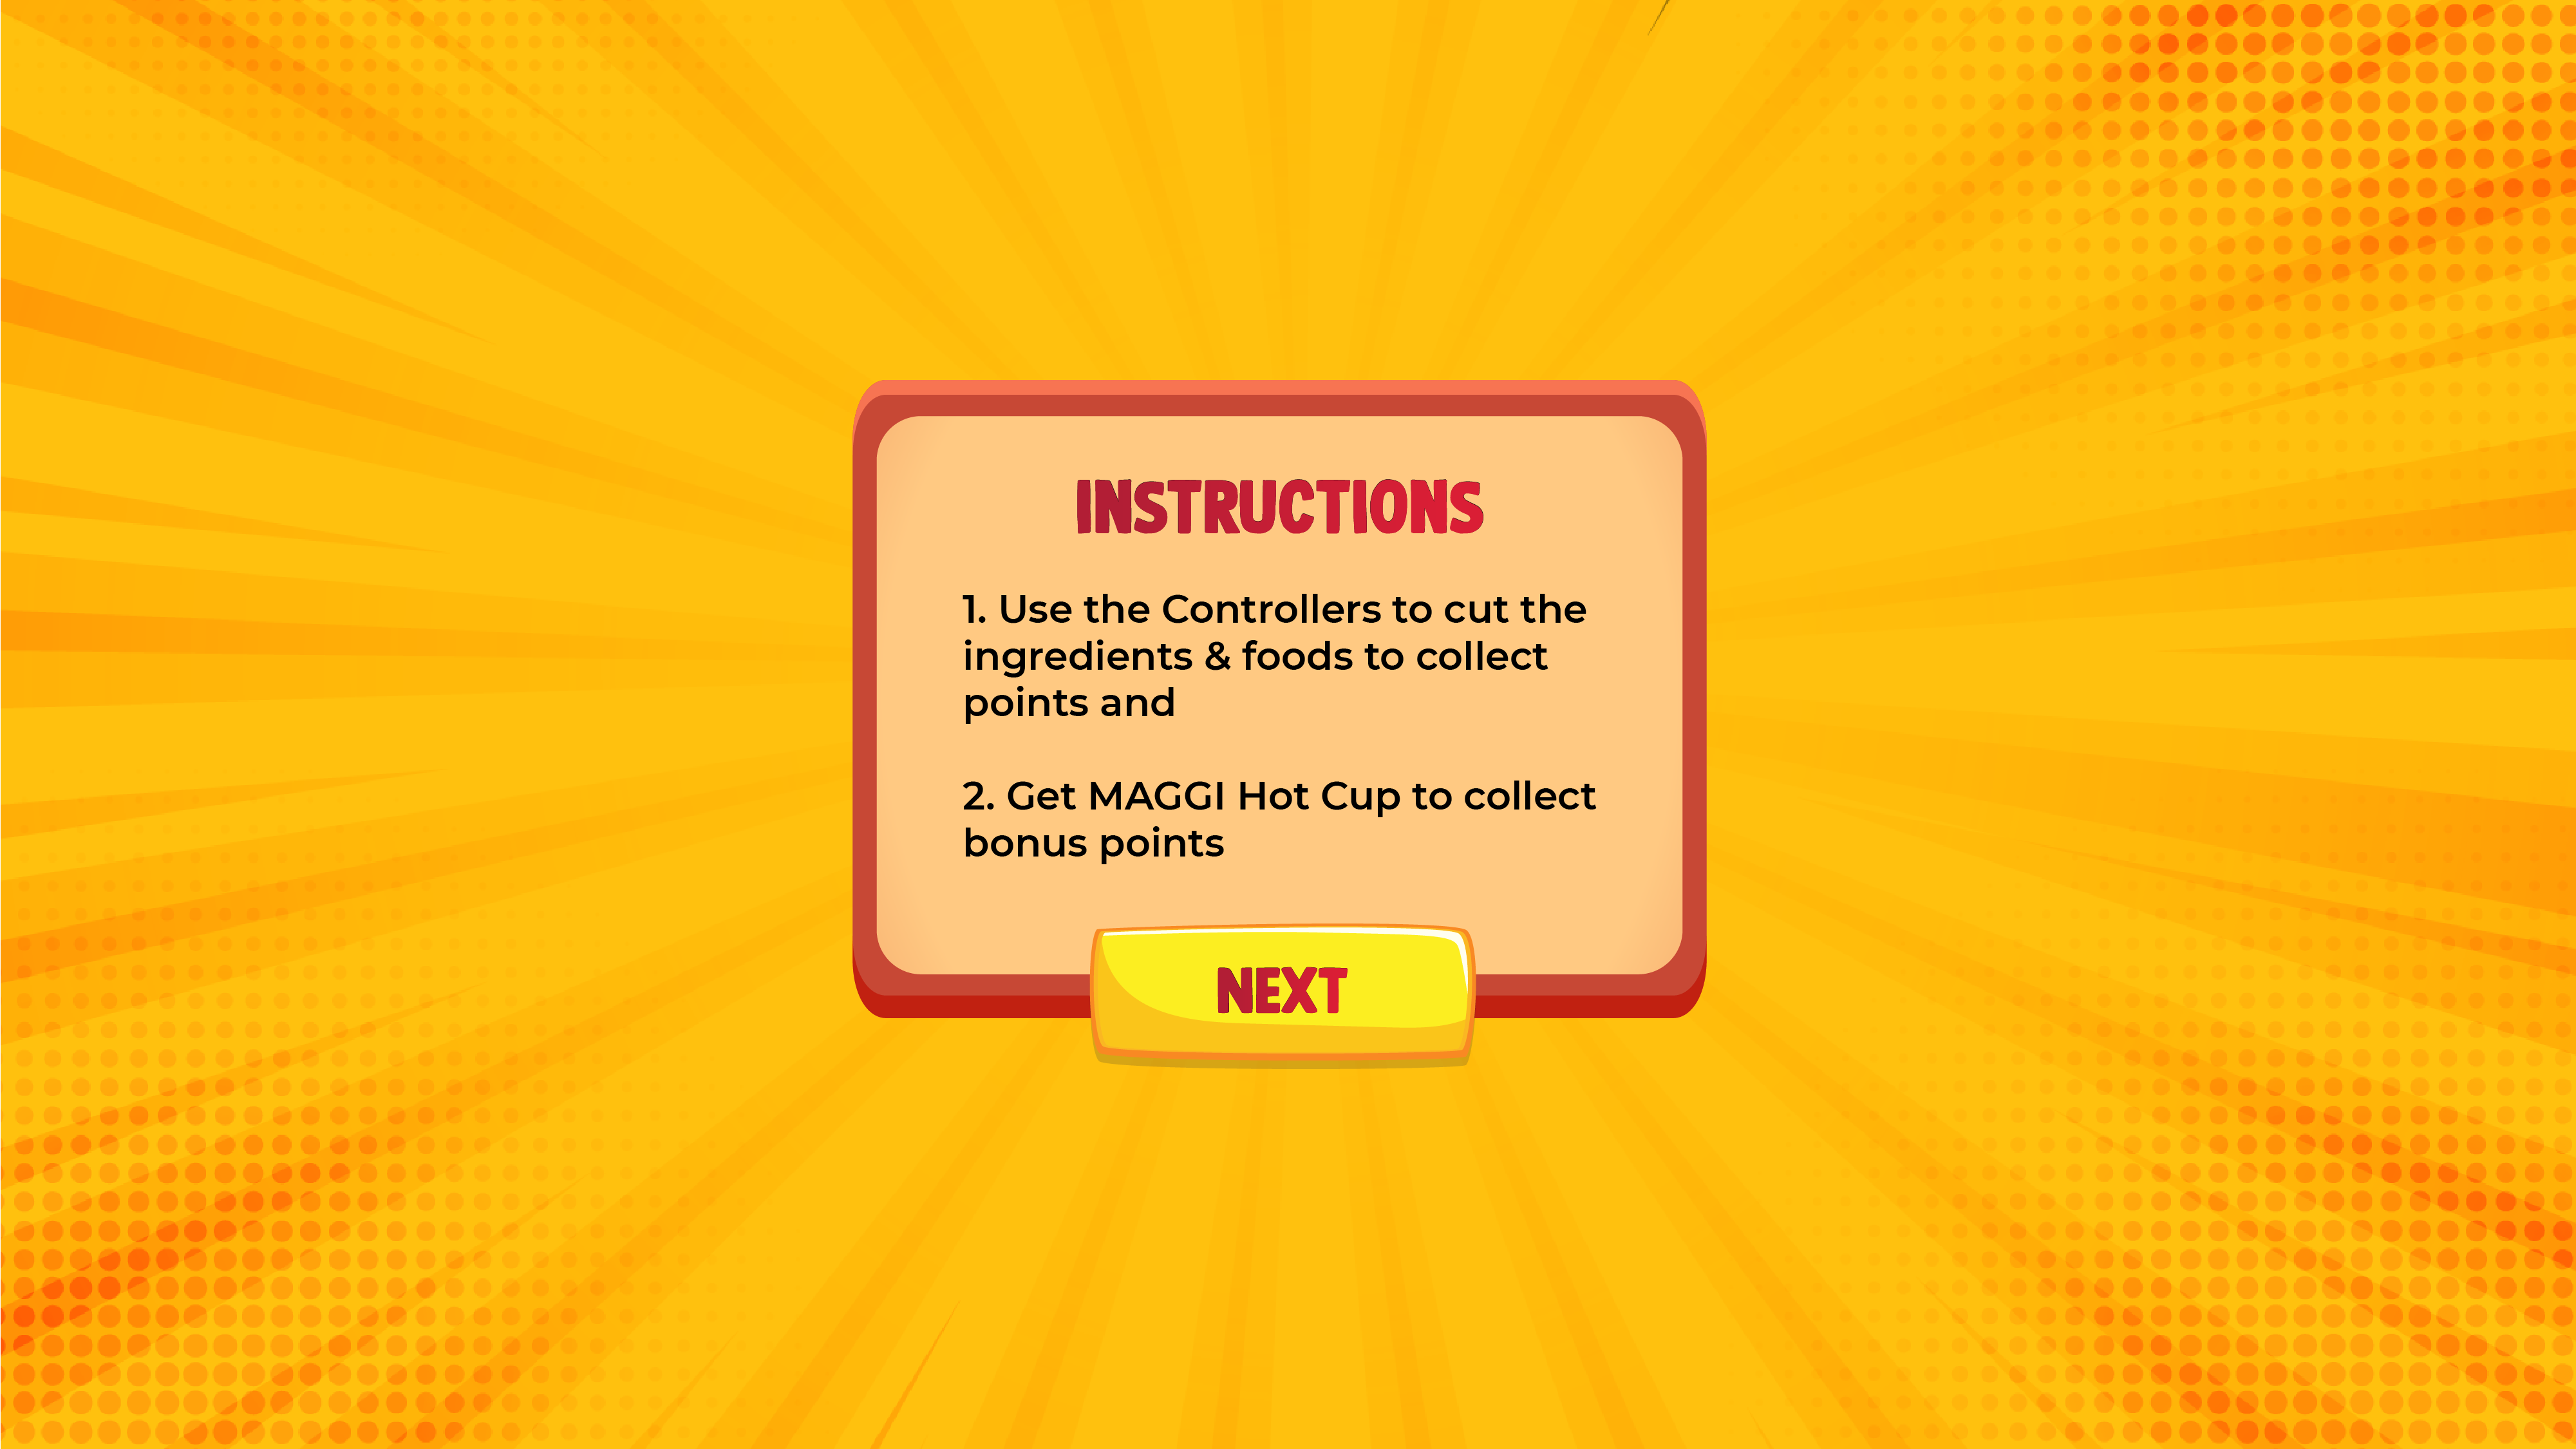 INSTRUCTIONS
1. Use the Controllers to cut the
ingredients & foods to collect
points and
2. Get MAGGI Hot Cup to collect
bonus points
NEXT